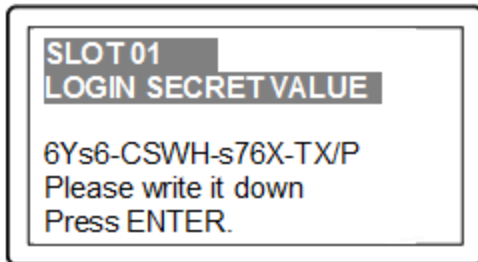 SLOT 01
LOGIN SECRET VALUE
6Ys6-CSWH-s76X-TX/P
Please write it down
Press ENTER.